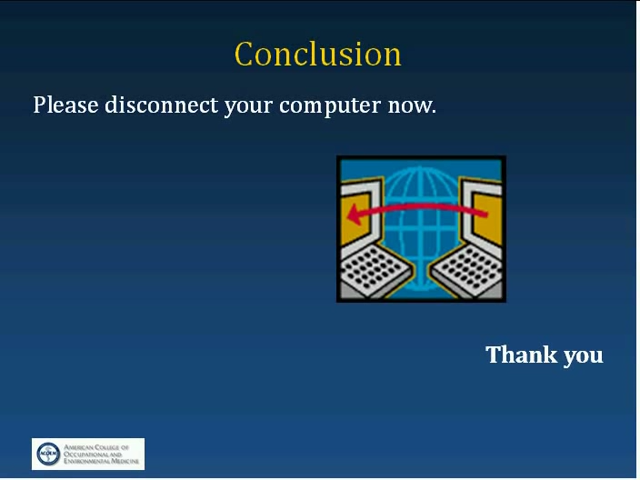 Conclusion
Please disconnect your computer now.
Thank you
AMERICAN COLLEGE OF
OCCUPATIONAL AND
ENVIRONMENTAL MEDICINE